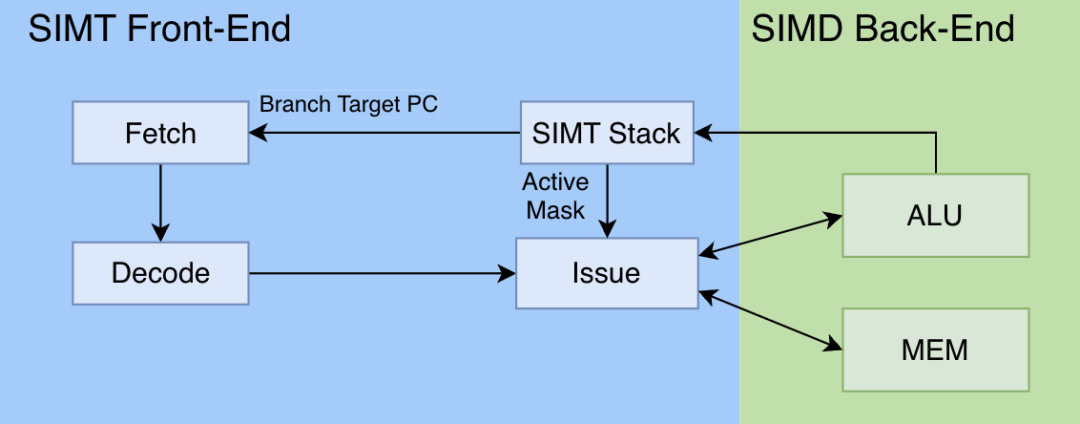 SIMT Front-End
SIMD Back-End
Branch Target PC
Fetch
SIMT Stack
Active
Mask
ALU
Decode
Issue
MEM